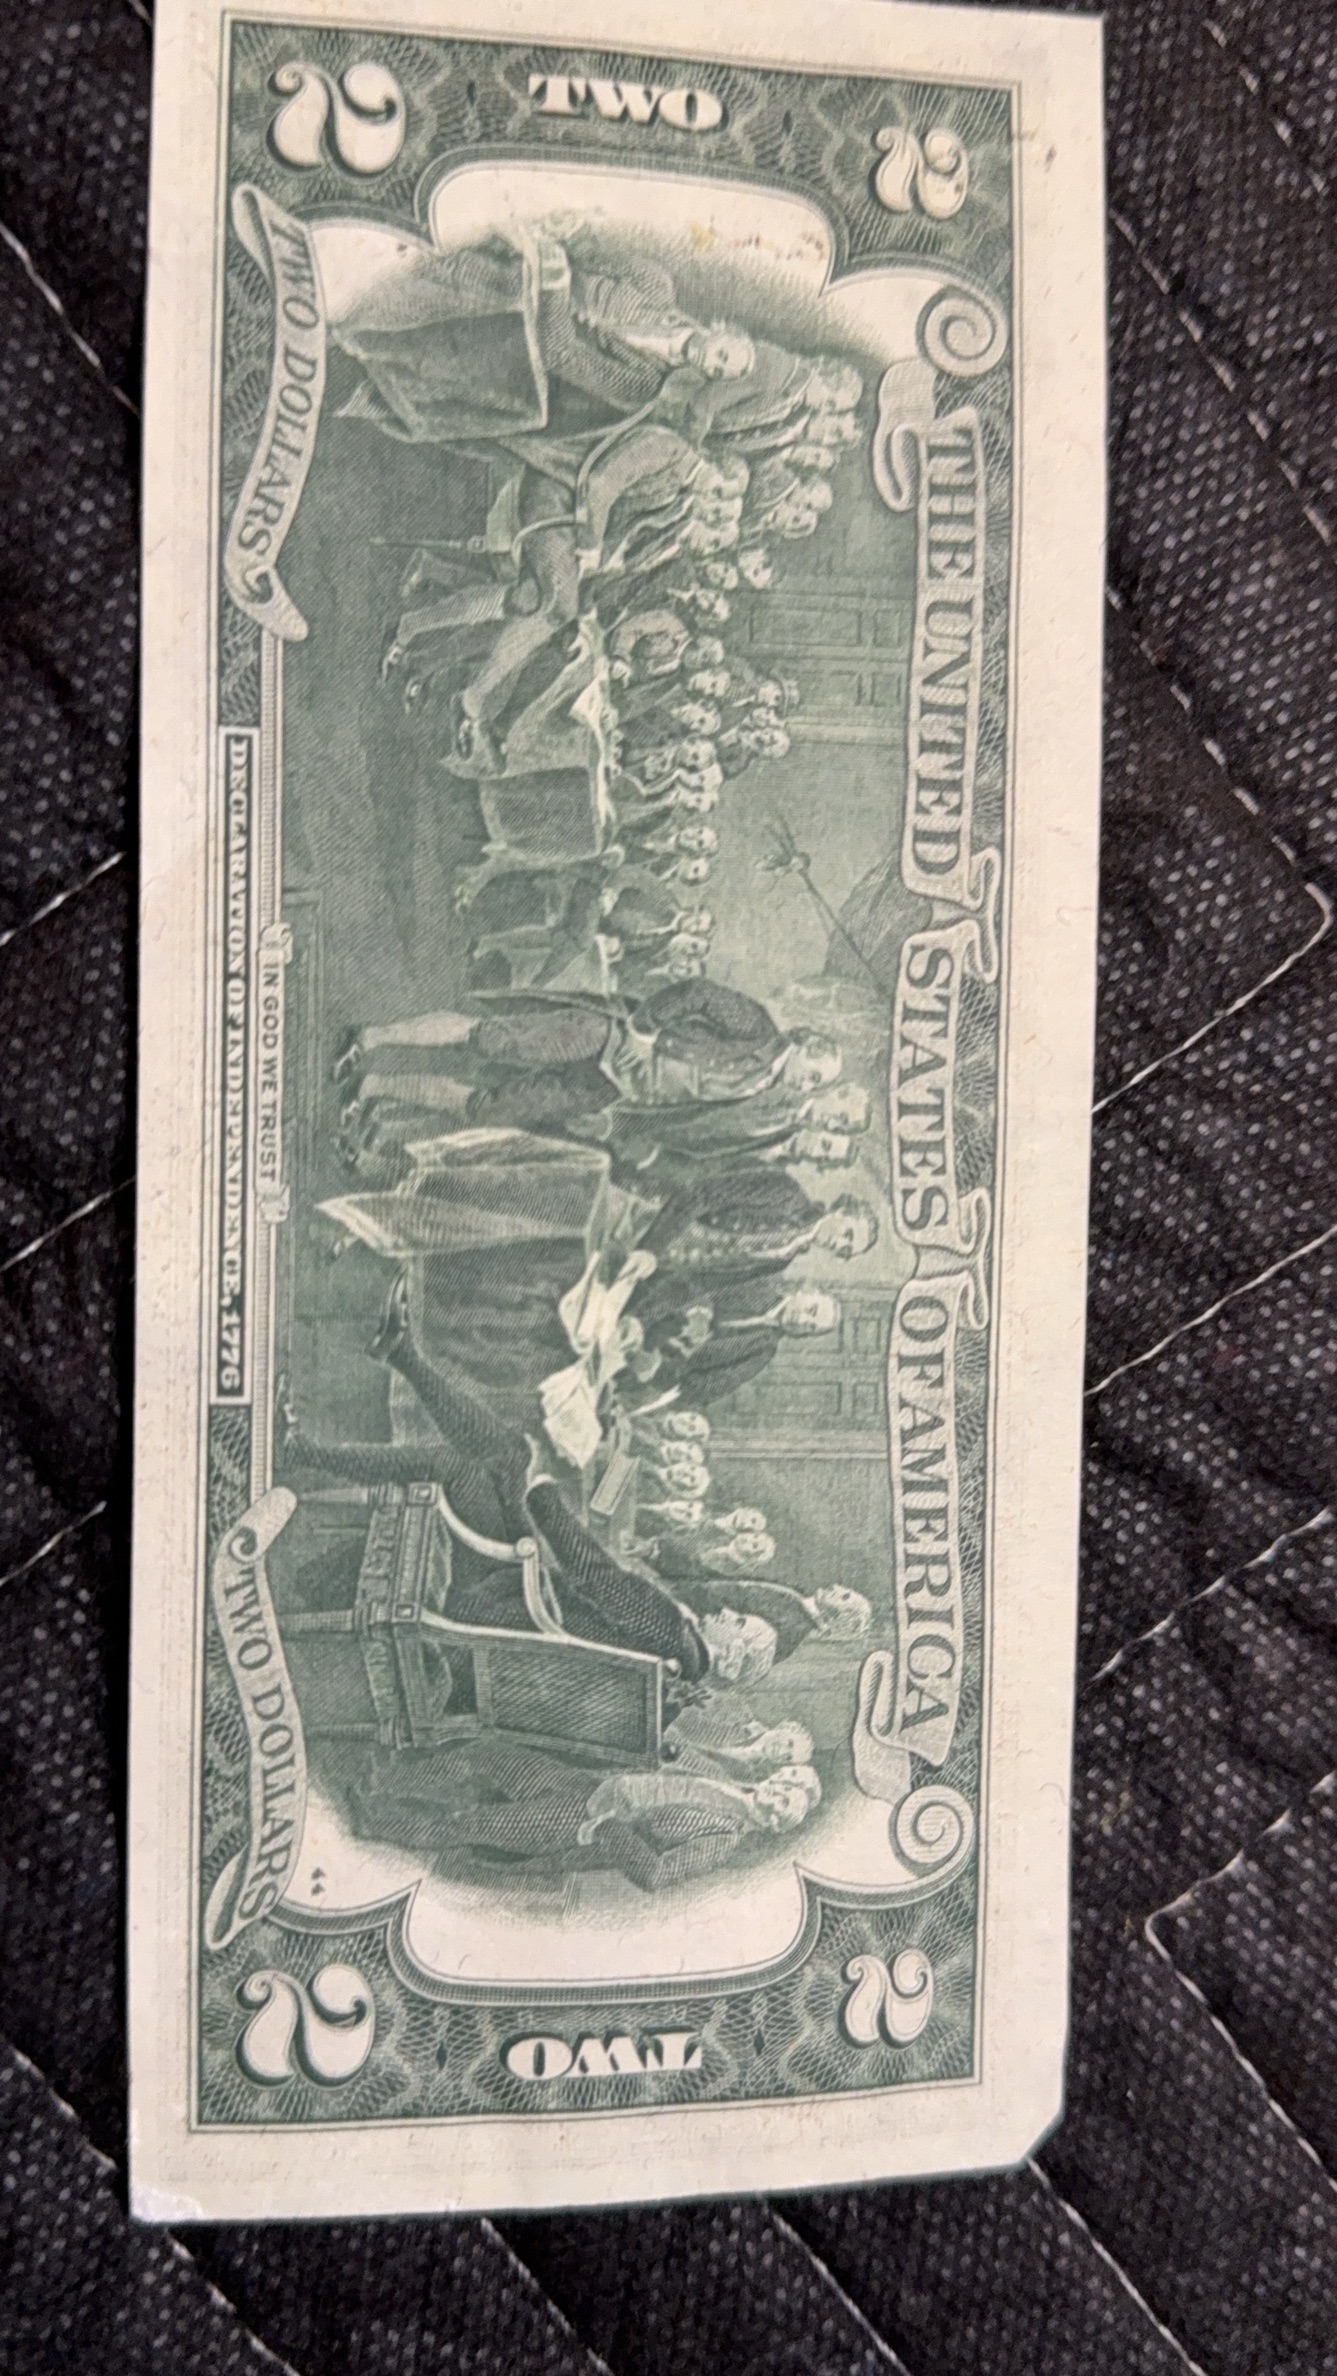 2
THE UNITED STATES OF AMERICA
2
TWO
TWO
44
2
TWO DOLLARS
IN GOD WE TRUST
TWO DOLLARS
2
DECLARATION OF INDEPENDENCE, 1776